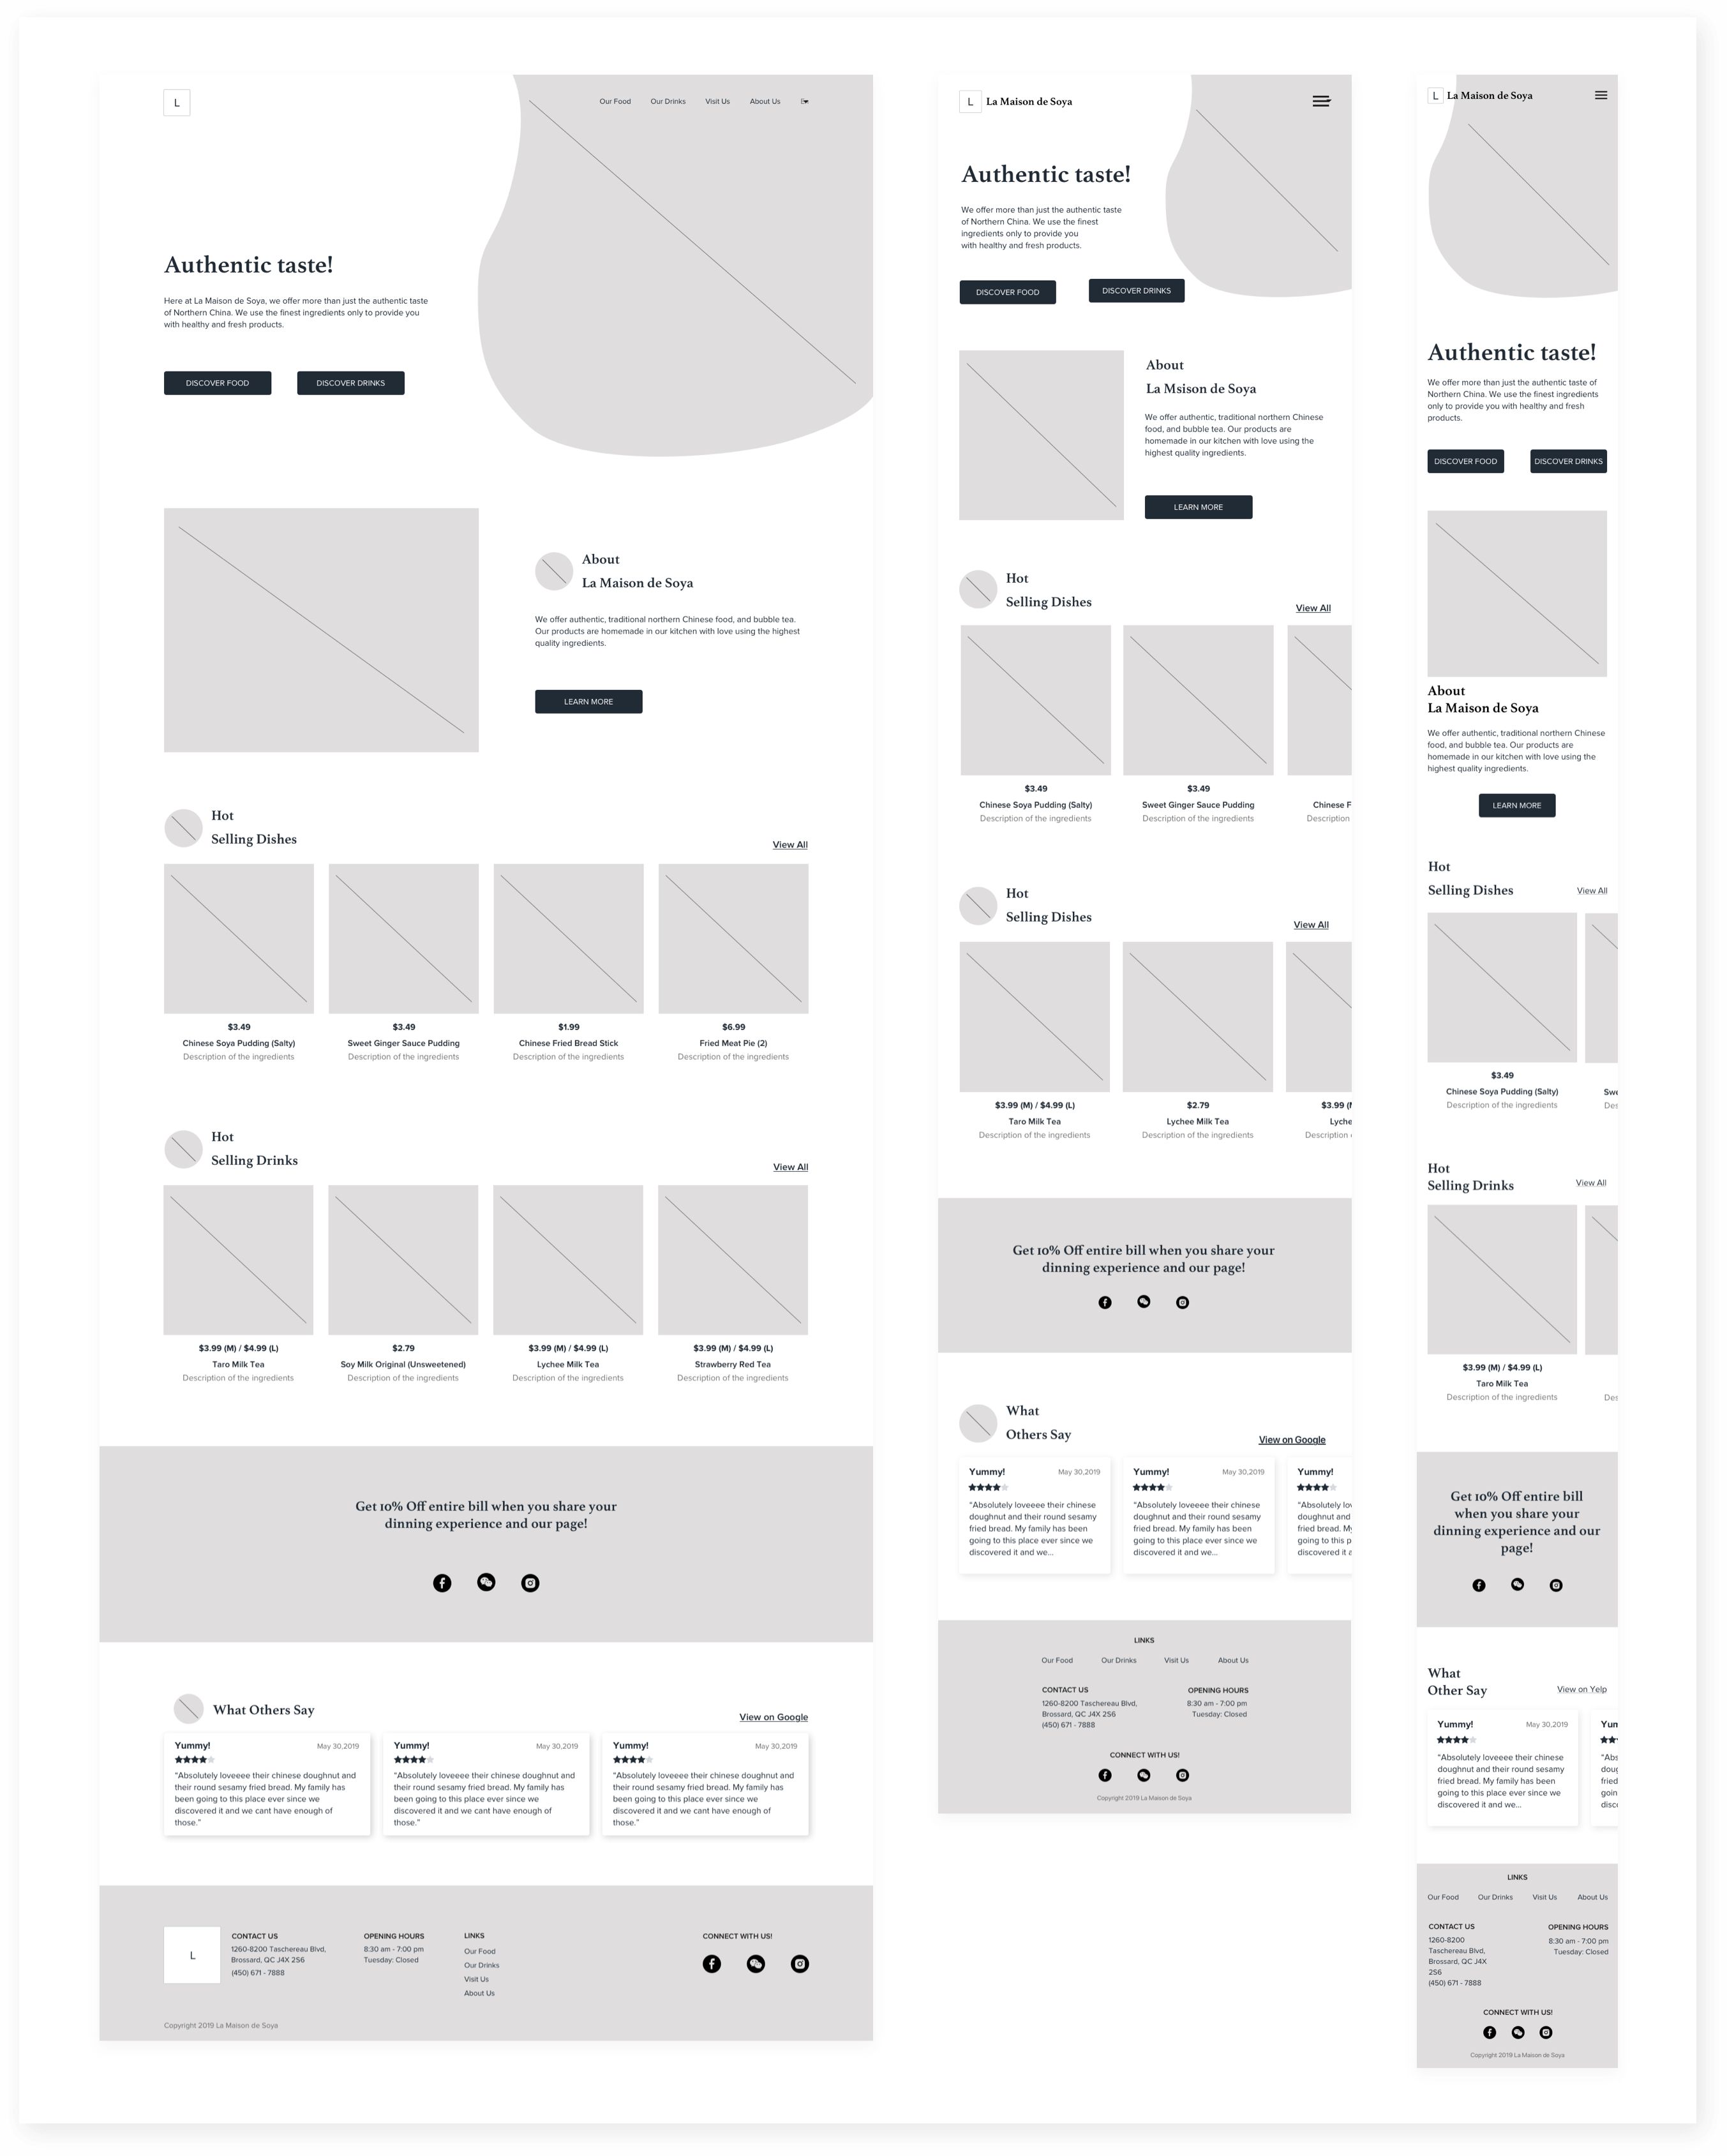 L
Our Food Our Drinks Visit Us About Us
Authentic taste!
Here at La Maison de Soya, we offer more than just the authentic taste
of Northern China. We use the finest ingredients only to provide you
with healthy and fresh products.
DISCOVER FOOD DISCOVER DRINKS
About
La Maison de Soya
We offer authentic, traditional northern Chinese food, and bubble tea.
Our products are homemade in our kitchen with love using the highest
quality ingredients.
LEARN MORE
Hot
Selling Dishes
View All
$3.49 $3.49 $1.99 $6.99
Chinese Soya Pudding (Salty) Sweet Ginger Sauce Pudding Chinese Fried Bread Stick Fried Meat Pie (2)
Description of the ingredients Description of the ingredients Description of the ingredients Description of the ingredients
Hot
Selling Drinks
View All
$3.99 (M) / $4.99 (L) $2.79 $3.99 (M) / $4.99 (L) $3.99 (M) / $4.99 (L)
Taro Milk Tea Soy Milk Original (Unsweetened) Lychee Milk Tea Strawberry Red Tea
Description of the ingredients Description of the ingredients Description of the ingredients Description of the ingredients
Get 10% Off entire bill when you share your
dinning experience and our page!
What Others Say
View on Google
Yummy! May 30,2019 Yummy! May 30,2019 Yummy! May 30,2019
"Absolutely loveeee their chinese doughnut and
their round sesamy fried bread. My family has
been going to this place ever since we
discovered it and we cant have enough of
those."
"Absolutely loveeee their chinese doughnut and
their round sesamy fried bread. My family has
been going to this place ever since we
discovered it and we cant have enough of
those."
"Absolutely loveeee their chinese doughnut and
their round sesamy fried bread. My family has
been going to this place ever since we
discovered it and we cant have enough of
those."
L
CONTACT US
1260-8200 Taschereau Blvd,
Brossard, QC J4X 2S6
(450) 671 - 7888
OPENING HOURS
8:30 am - 7:00 pm
Tuesday: Closed
LINKS
Our Food
Our Drinks
Visit Us
About Us
CONNECT WITH US!
Copyright 2019 La Maison de Soya
L La Maison de Soya
Authentic taste!
We offer more than just the authentic taste
of Northern China. We use the finest
ingredients only to provide you
with healthy and fresh products.
DISCOVER FOOD DISCOVER DRINKS
About
La Msison de Soya
We offer authentic, traditional northern Chinese
food, and bubble tea. Our products are
homemade in our kitchen with love using the
highest quality ingredients.
LEARN MORE
Hot
Selling Dishes
View All
$3.49 $3.49
Chinese Soya Pudding (Salty) Sweet Ginger Sauce Pudding Chinese F
Description of the ingredients Description of the ingredients Description
Hot
Selling Dishes
View All
$3.99 (M) / $4.99 (L) $2.79 $3.99 (
Taro Milk Tea Lychee Milk Tea Lyche
Description of the ingredients Description of the ingredients Description
Get 10% Off entire bill when you share your
dinning experience and our page!
What
Others Say
View on Google
Yummy! May 30,2019 Yummy! May 30,2019 Yummy!
"Absolutely loveeee their chinese
doughnut and their round sesamy
fried bread. My family has been
going to this place ever since we
discovered it and we...
"Absolutely loveeee their chinese
doughnut and their round sesamy
fried bread. My family has been
going to this place ever since we
discovered it and we...
"Absolutely lov
doughnut and
fried bread. My
going to this p
discovered it a
LINKS
Our Food Our Drinks Visit Us About Us
CONTACT US
1260-8200 Taschereau Blvd,
Brossard, QC J4X 2S6
(450) 671 - 7888
OPENING HOURS
8:30 am - 7:00 pm
Tuesday: Closed
CONNECT WITH US!
Copyright 2019 La Maison de Soya
L La Maison de Soya
Authentic taste!
We offer more than just the authentic taste of
Northern China. We use the finest ingredients
only to provide you with healthy and fresh
products.
DISCOVER FOOD DISCOVER DRINKS
About
La Maison de Soya
We offer authentic, traditional northern Chinese
food, and bubble tea. Our products are
homemade in our kitchen with love using the
highest quality ingredients.
LEARN MORE
Hot
Selling Dishes
View All
$3.49
Chinese Soya Pudding (Salty) Swe
Description of the ingredients Des
Hot
Selling Drinks
View All
$3.99 (M) / $4.99 (L)
Taro Milk Tea
Description of the ingredients Des
Get 10% Off entire bill
when you share your
dinning experience and our
page!
What
Other Say
View on Yelp
Yummy! May 30,2019 Yum
"Absolutely loveeee their chinese
doughnut and their round sesamy
fried bread. My family has been
going to this place ever since we
discovered it and we...
"Abs
doug
fried
goin
disc
LINKS
Our Food Our Drinks Visit Us About Us
CONTACT US
1260-8200
Taschereau Blvd,
Brossard, QC J4X
2S6
(450) 671 - 7888
OPENING HOURS
8:30 am - 7:00 pm
Tuesday: Closed
CONNECT WITH US!
Copyright 2019 La Maison de Soya